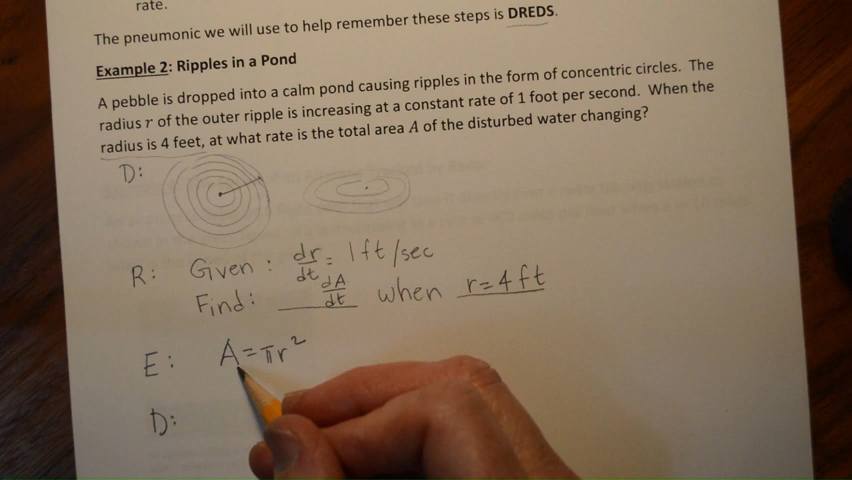 rate.
The pneumonic we will use to help remember these steps is DREDS.
Example 2: Ripples in a Pond
A pebble is dropped into a calm pond causing ripples in the form of concentric circles. The
radius r of the outer ripple is increasing at a constant rate of 1 foot per second. When the
radius is 4 feet, at what rate is the total area A of the disturbed water changing?
D:
R: Given: dr/dt = 1 ft/sec
Find: dA/dt when r=4ft
E: A=πr²
D: